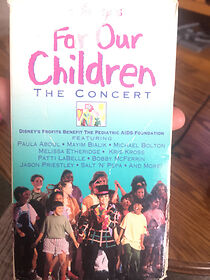 For Our
Children
THE CONCERT
DISNEY'S PROFITS BENEFIT THE PEDIATRIC AIDS FOUNDATION
FEATURING
PAULA ABDUL • MAYIM BIALIK • MICHAEL BOLTON
MELISSA ETHERIDGE • KRIS KROSS
PATTI LABELLE • BOBBY MCFERRIN
JASON PRIESTLEY • SALT 'N' PEPA • AND MORE!